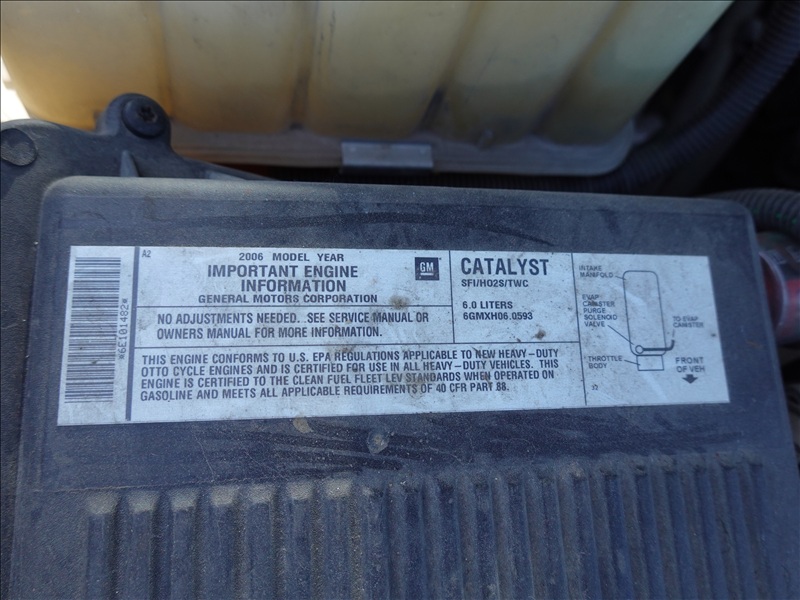 A2
2006 MODEL YEAR
IMPORTANT ENGINE
INFORMATION
GENERAL MOTORS CORPORATION
GM
NO ADJUSTMENTS NEEDED. SEE SERVICE MANUAL OR
OWNERS MANUAL FOR MORE INFORMATION.
CATALYST
SFI/HO2S/TWC
6.0 LITERS
6GMXH06.0593
THIS ENGINE CONFORMS TO U.S. EPA REGULATIONS APPLICABLE TO NEW HEAVY-DUTY
OTTO CYCLE ENGINES AND IS CERTIFIED FOR USE IN ALL HEAVY-DUTY VEHICLES. THIS
ENGINE IS CERTIFIED TO THE CLEAN FUEL FLEET LEV STANDARDS WHEN OPERATED ON
GASOLINE AND MEETS ALL APPLICABLE REQUIREMENTS OF 40 CFR PART 88.
INTAKE
MANIFOLD
EVAP
CANISTER
PURGE
SOLENOID
VALVE
TO EVAP
CANISTER
THROTTLE
BODY
FRONT
OF VEH
*6E101482*